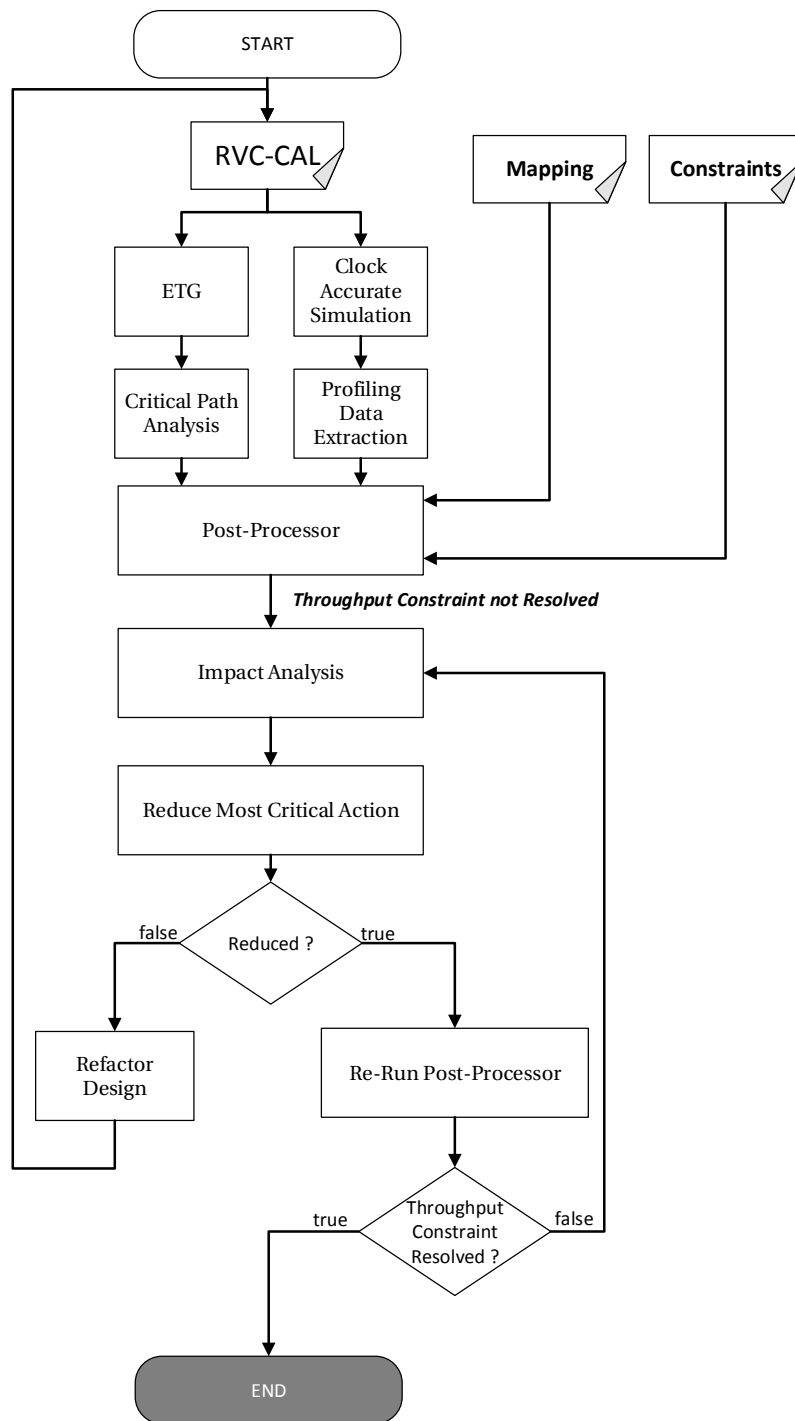 START
RVC-CAL
Mapping
Constraints
ETG
Clock
Accurate
Simulation
Critical Path
Analysis
Profiling
Data
Extraction
Post-Processor
Throughput Constraint not Resolved
Impact Analysis
Reduce Most Critical Action
false
Reduced ?
true
Refactor
Design
Re-Run Post-Processor
true
Throughput
Constraint
Resolved ?
false
END